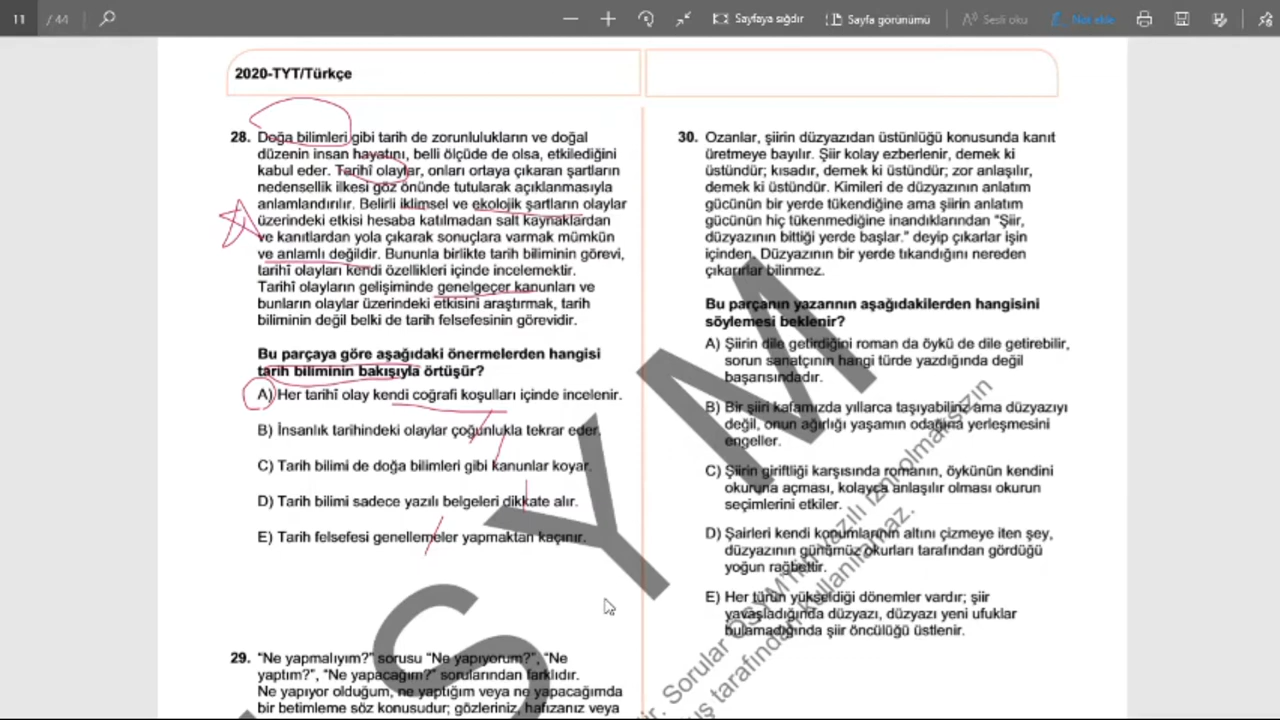 11 / 44
Sayfaya sığdır
Sayfa görünümü
Sesli oku
Not ekle
2020-TYT/Türkçe
28. Doğa bilimleri gibi tarih de zorunlulukların ve doğal
düzenin insan hayatını, belli ölçüde de olsa, etkilediğini
kabul eder. Tarihî olaylar, onları ortaya çıkaran şartların
nedensellik ilkesi göz önünde tutularak açıklanmasıyla
anlamlandırılır. Belirli iklimsel ve ekolojik şartların olaylar
üzerindeki etkisi hesaba katılmadan salt kaynaklardan
ve kanıtlardan yola çıkarak sonuçlara varmak mümkün
ve anlamlı değildir. Bununla birlikte tarih biliminin görevi,
tarihî olayları kendi özellikleri içinde incelemektir.
Tarihî olayların gelişiminde genelgeçer kanunları ve
bunların olaylar üzerindeki etkisini araştırmak, tarih
biliminin değil belki de tarih felsefesinin görevidir.
Bu parçaya göre aşağıdaki önermelerden hangisi
tarih biliminin bakışıyla örtüşür?
A) Her tarihî olay kendi coğrafi koşulları içinde incelenir.
B) İnsanlık tarihindeki olaylar çoğunlukla tekrar eder.
C) Tarih bilimi de doğa bilimleri gibi kanunlar koyar.
D) Tarih bilimi sadece yazılı belgeleri dikkate alır.
E) Tarih felsefesi genellemeler yapmaktan kaçınır.
29. "Ne yapmalıyım?" sorusu "Ne yapıyorum?", "Ne
yaptım?", "Ne yapacağım?" sorularından farklıdır.
Ne yapıyor olduğum, ne yaptığım veya ne yapacağımda
bir betimleme söz konusudur; gözleriniz, hafızanız veya
30. Ozanlar, şiirin düzyazıdan üstünlüğü konusunda kanıt
üretmeye bayılır. Şiir kolay ezberlenir, demek ki
üstündür; kısadır, demek ki üstündür; zor anlaşılır,
demek ki üstündür. Kimileri de düzyazının anlatım
gücünün bir yerde tükendiğine ama şiirin anlatım
gücünün hiç tükenmediğine inandıklarından "Şiir,
düzyazının bittiği yerde başlar." deyip çıkarlar işin
içinden. Düzyazının bir yerde tıkandığını nereden
çıkarırlar bilinmez.
Bu parçanın yazarının aşağıdakilerden hangisini
söylemesi beklenir?
A) Şiirin dile getirdiğini roman da öykü de dile getirebilir,
sorun sanatçının hangi türde yazdığında değil
başarısındadır.
B) Bir şiiri kafamızda yıllarca taşıyabiliriz ama düzyazıyı
değil, onun ağırlığı yaşamın odağına yerleşmesini
engeller.
C) Şiirin giriftliği karşısında romanın, öykünün kendini
okuruna açması, kolayca anlaşılır olması okurun
seçimlerini etkiler.
D) Şairleri kendi konumlarının altını çizmeye iten şey,
düzyazının günümüz okurları tarafından gördüğü
yoğun rağbettir.
E) Her türün yükseldiği dönemler vardır; şiir
yavaşladığında düzyazı, düzyazı yeni ufuklar
bulamadığında şiir öncülüğü üstlenir.
SYM
Sorular ÖSYM'nin yazılı izni olmaksızın
tarafından kullanılamaz.